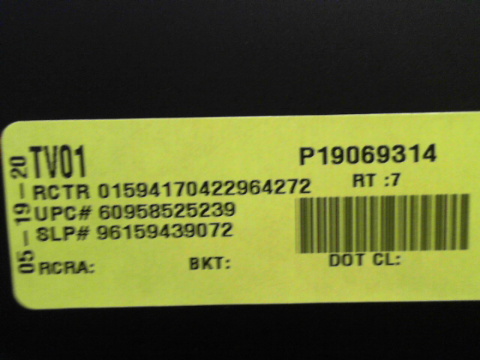 05-19-20
TV01
P19069314
RCTR 01594170422964272
RT :7
UPC# 60958525239
SLP# 96159439072
RCRA: BKT: DOT CL: